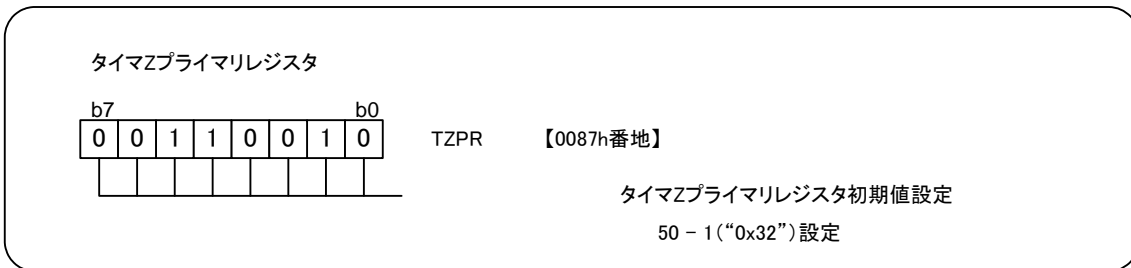 タイマZプライマリレジスタ
b7 b0
0 0 1 1 0 0 1 0 TZPR 【0087h番地】
タイマZプライマリレジスタ初期値設定
50 − 1(“0x32”)設定